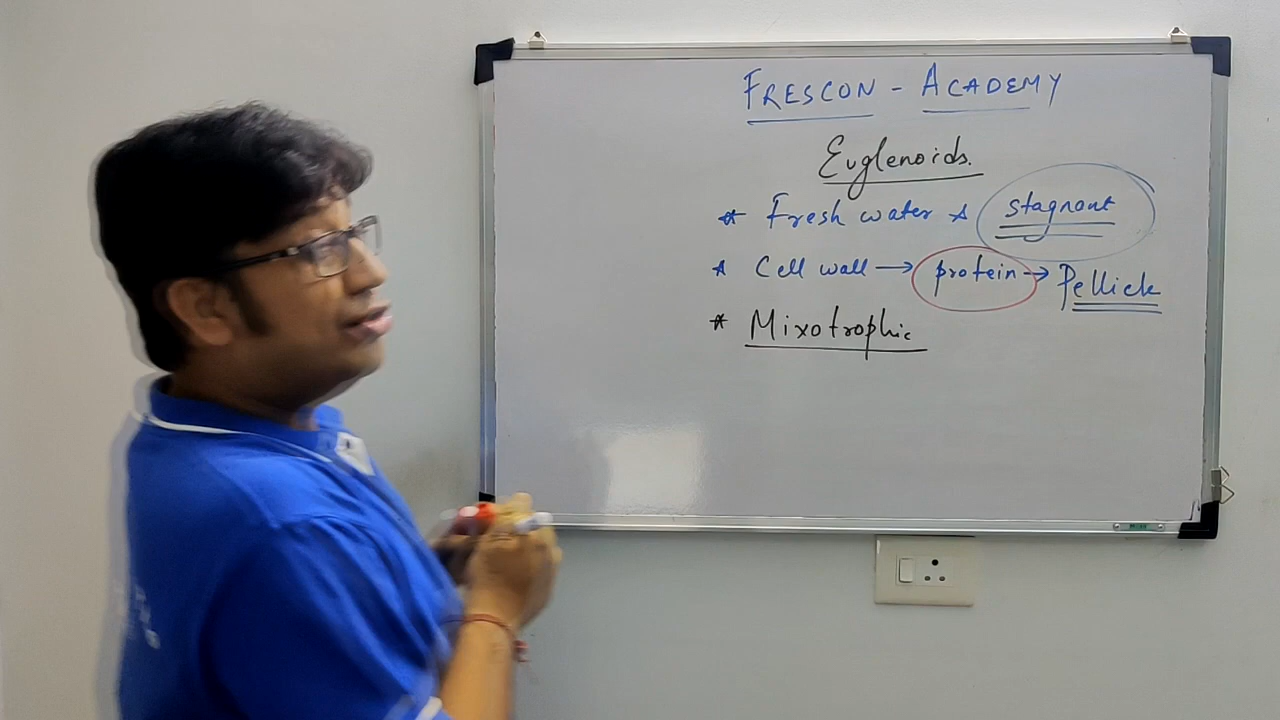 FRESCON - ACADEMY
Euglenoids.
* Fresh water & stagnant
* Cell wall → protein → Pellicle
* Mixotrophic